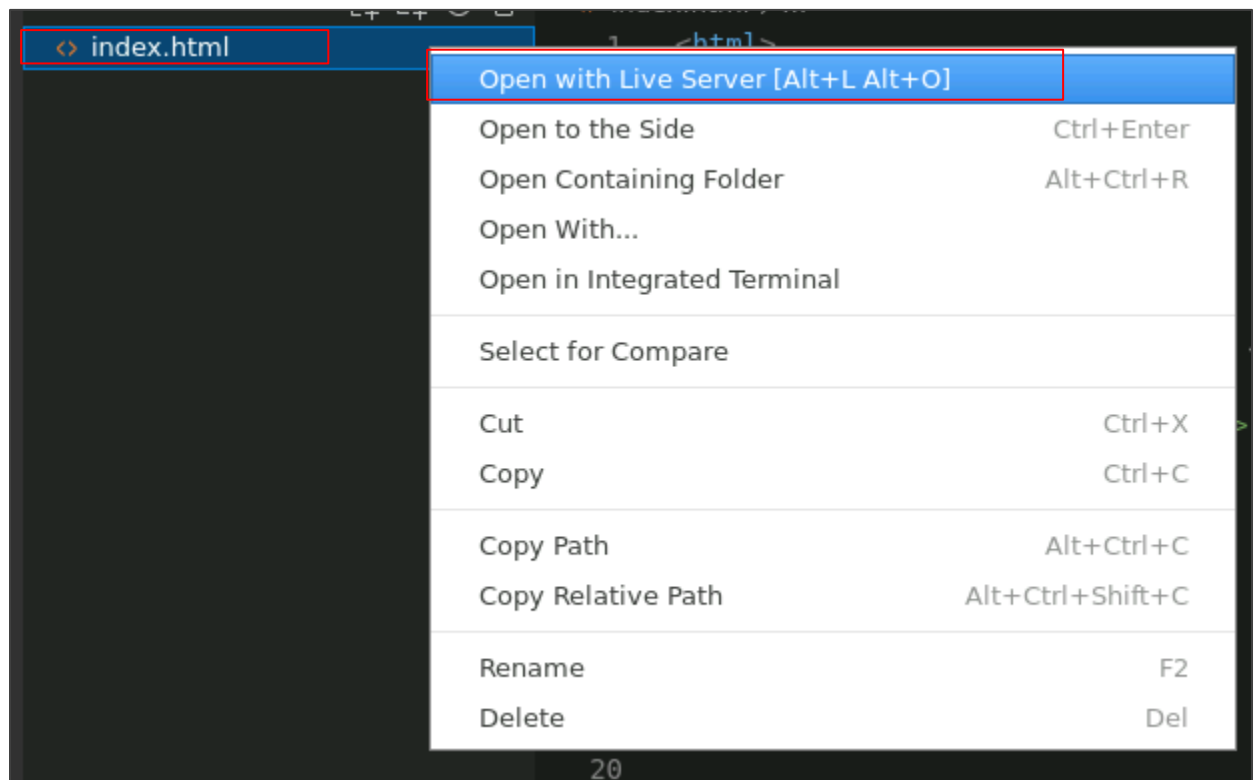 index.html
1 <html>
Open with Live Server [Alt+L Alt+O]
Open to the Side Ctrl+Enter
Open Containing Folder Alt+Ctrl+R
Open With...
Open in Integrated Terminal
Select for Compare
Cut Ctrl+X
Copy Ctrl+C
Copy Path Alt+Ctrl+C
Copy Relative Path Alt+Ctrl+Shift+C
Rename F2
Delete Del
20